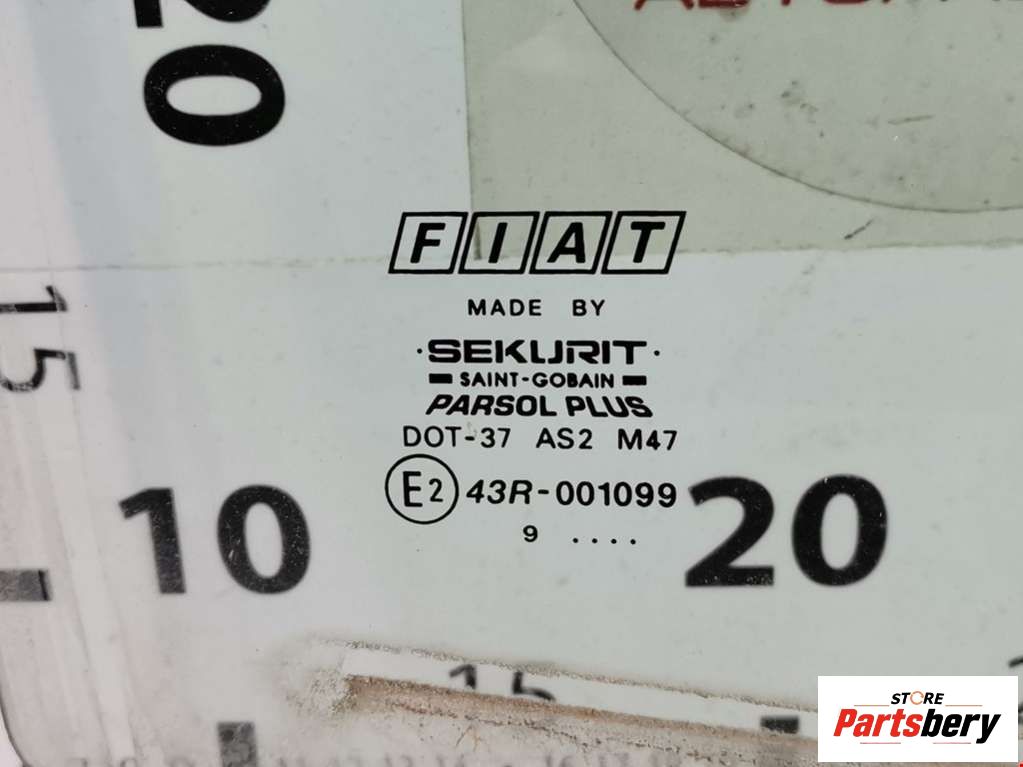 20
FIAT
MADE BY
·SEKURIT·
SAINT-GOBAIN
PARSOL PLUS
DOT-37 AS2 M47
E2 43R-001099
9 ....
15
10
20
15
STORE
Partsbery